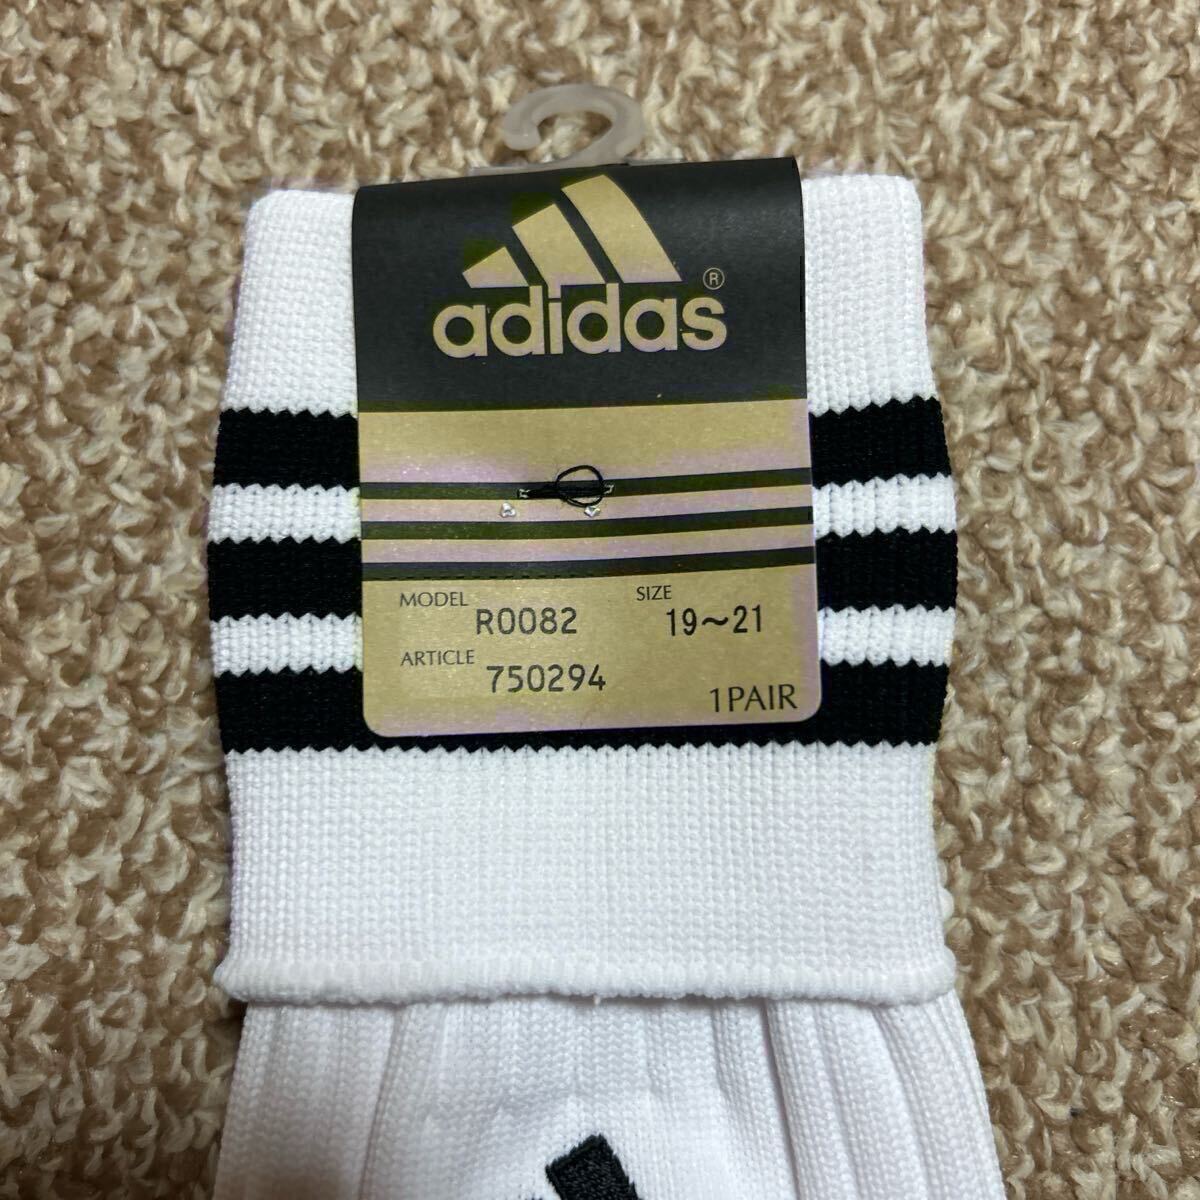 adidas®
MODEL R0082
SIZE 19～21
ARTICLE 750294
1PAIR